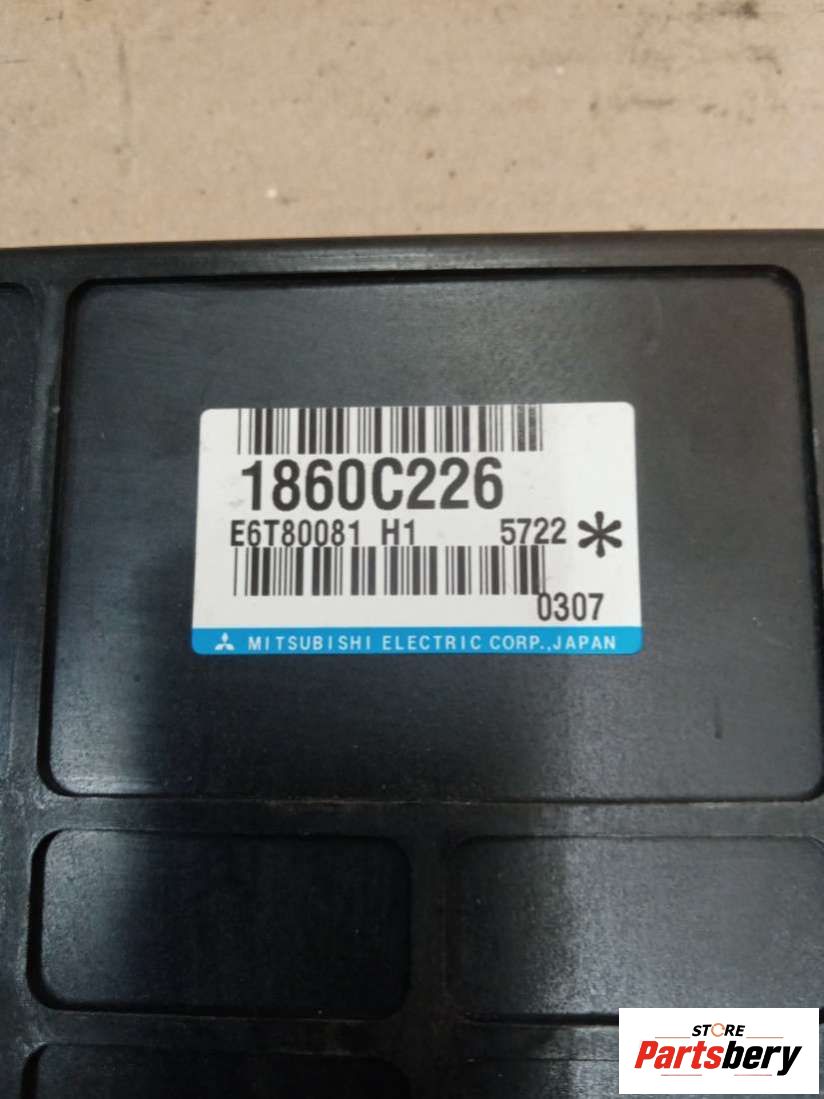 1860C226
E6T80081 H1 5722 *
0307
MITSUBISHI ELECTRIC CORP.,JAPAN
STORE
Partsbery